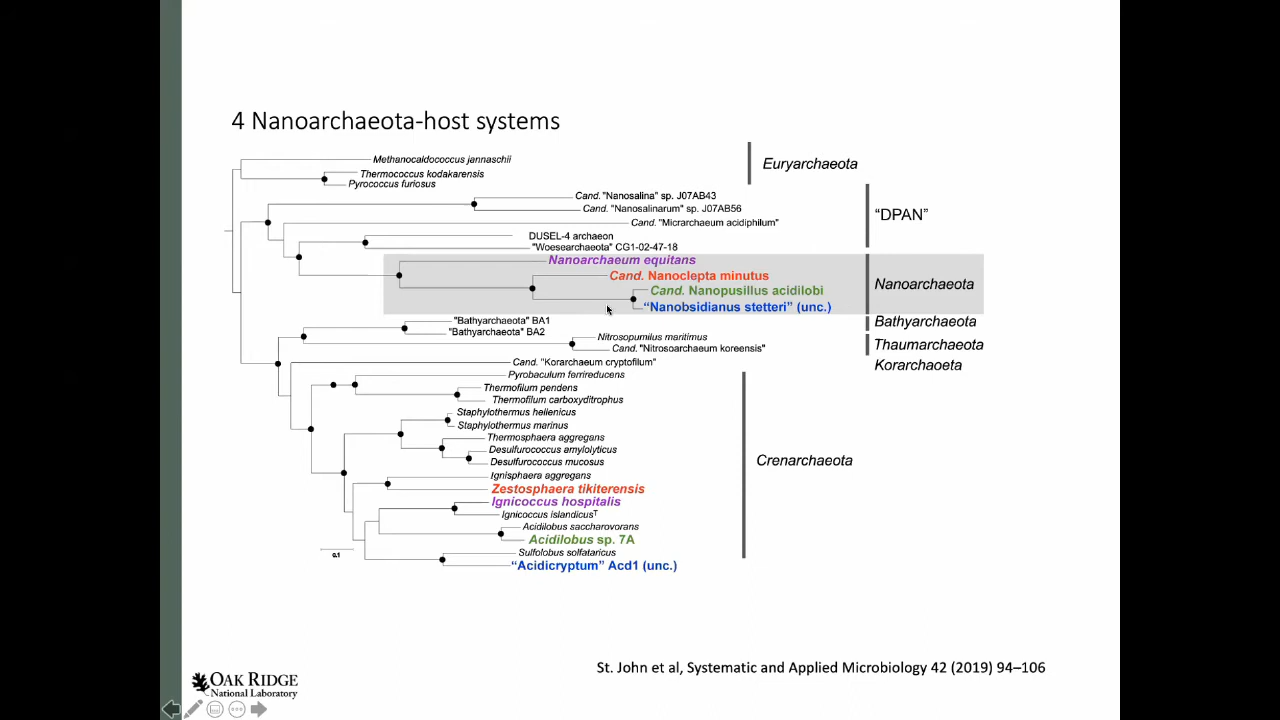 4 Nanoarchaeota-host systems
Methanocaldococcus jannaschii
Thermococcus kodakarensis
Pyrococcus furiosus
Euryarchaeota
Cand. "Nanosalina" sp. J07AB43
Cand. "Nanosalinarum" sp. J07AB56
Cand. "Micrarchaeum acidiphilum"
DUSEL-4 archaeon
"Woesearchaeota" CG1-02-47-18
“DPAN”
Nanoarchaeum equitans
Cand. Nanoclepta minutus
Cand. Nanopusillus acidilobi
“Nanobsidianus stetteri” (unc.)
Nanoarchaeota
"Bathyarchaeota" BA1
"Bathyarchaeota" BA2
Bathyarchaeota
Nitrosopumilus maritimus
Cand. "Nitrosoarchaeum koreensis"
Thaumarchaeota
Cand. "Korarchaeum cryptofilum"
Korarchaoeta
Pyrobaculum ferrireducens
Thermofilum pendens
Thermofilum carboxyditrophus
Staphylothermus hellenicus
Staphylothermus marinus
Thermosphaera aggregans
Desulfurococcus amylolyticus
Desulfurococcus mucosus
Ignisphaera aggregans
Zestosphaera tikiterensis
Ignicoccus hospitalis
Ignicoccus islandicusT
Acidilobus saccharovorans
Acidilobus sp. 7A
Sulfolobus solfataricus
“Acidicryptum” Acd1 (unc.)
Crenarchaeota
0.1
St. John et al, Systematic and Applied Microbiology 42 (2019) 94–106
OAK RIDGE
National Laboratory